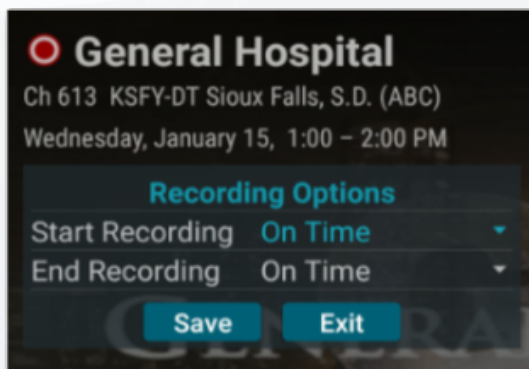 General Hospital
Ch 613 KSFY-DT Sioux Falls, S.D. (ABC)
Wednesday, January 15, 1:00 – 2:00 PM
Recording Options
Start Recording On Time
End Recording On Time
Save Exit
GENERAL